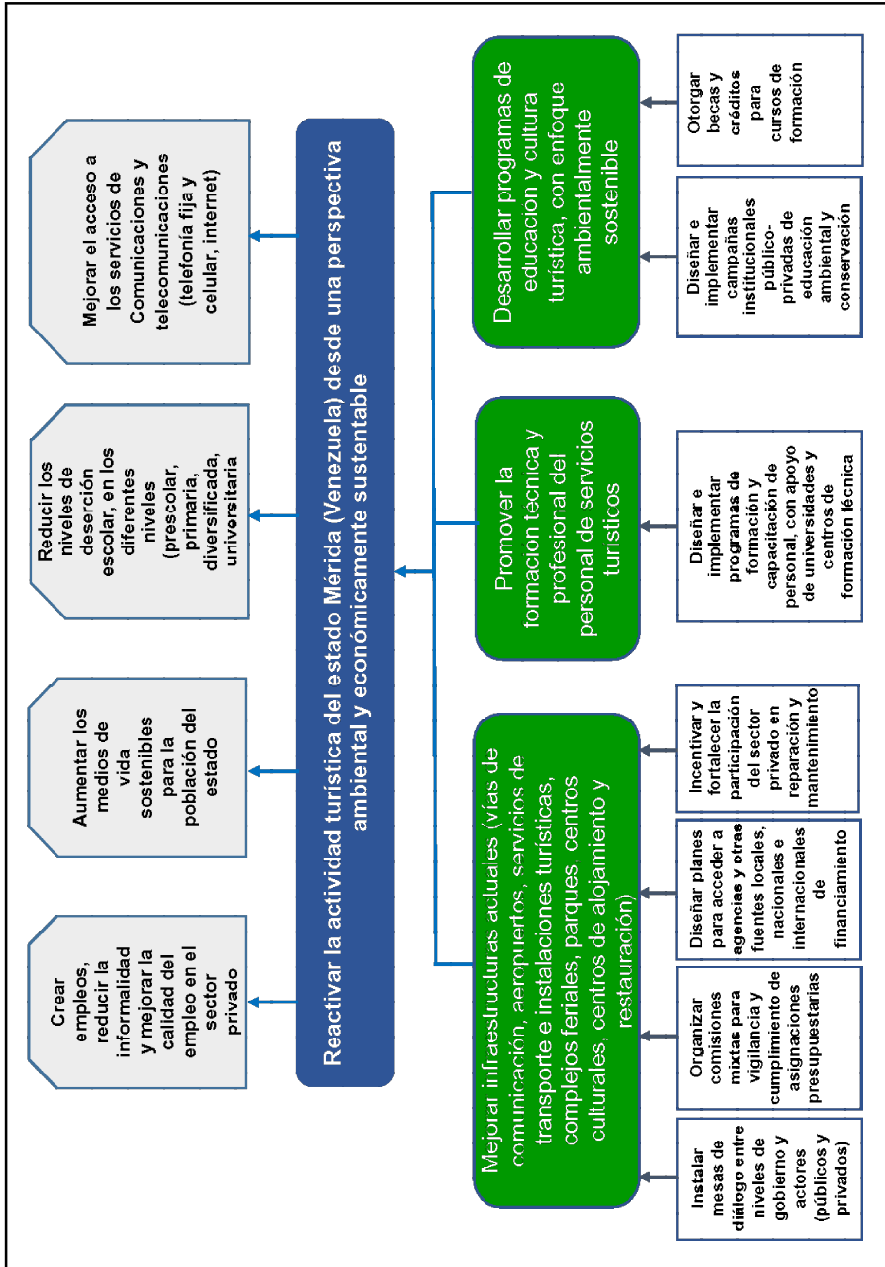 Crear
empleos,
reducir la
informalidad
y mejorar la
calidad del
empleo en el
sector
privado
Aumentar los
medios de
vida
sostenibles
para la
población del
estado
Reducir los
niveles de
deserción
escolar, en los
diferentes
niveles
(prescolar,
primaria,
diversificada,
universitaria
Mejorar el acceso a
los servicios de
Comunicaciones y
telecomunicaciones
(telefonía fija y
celular, internet)
Reactivar la actividad turística del estado Mérida (Venezuela) desde una perspectiva
ambiental y económicamente sustentable
Mejorar infraestructuras actuales (vías de
comunicación, aeropuertos, servicios de
transporte e instalaciones turísticas,
complejos feriales, parques, centros
culturales, centros de alojamiento y
restauración)
Promover la
formación técnica y
profesional del
personal de servicios
turísticos
Desarrollar programas de
educación y cultura
turística, con enfoque
ambientalmente
sostenible
Instalar
mesas de
diálogo entre
niveles de
gobierno y
actores
(públicos y
privados)
Organizar
comisiones
mixtas para
vigilancia y
cumplimiento de
asignaciones
presupuestarias
Diseñar planes
para acceder a
agencias y otras
fuentes locales,
nacionales e
internacionales
de
financiamiento
Incentivar y
fortalecer la
participación
del sector
privado en
reparación y
mantenimiento
Diseñar e
implementar
programas de
formación y
capacitación de
personal, con apoyo
de universidades y
centros de
formación técnica
Diseñar e
implementar
campañas
institucionales
público-
privadas de
educación
ambiental y
conservación
Otorgar
becas y
créditos
para
cursos de
formación